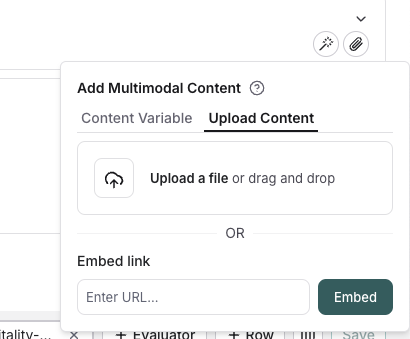 Add Multimodal Content
Content Variable Upload Content
Upload a file or drag and drop
OR
Embed link
Enter URL... Embed
+ Evaluator + Row Save